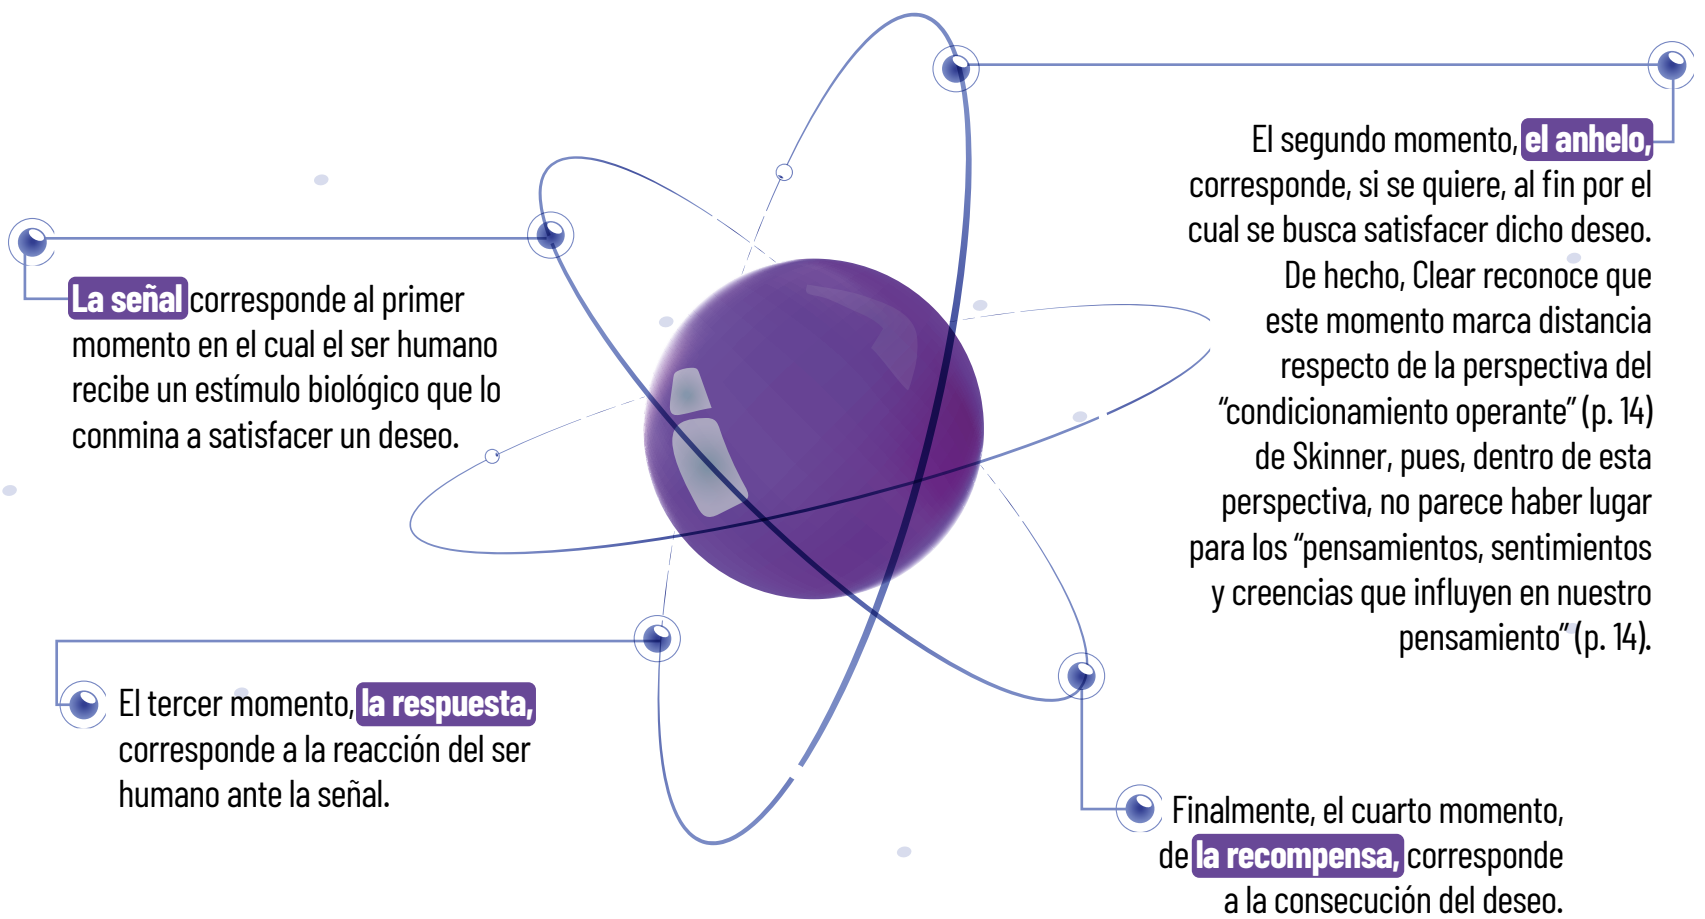 La señal corresponde al primer
momento en el cual el ser humano
recibe un estímulo biológico que lo
conmina a satisfacer un deseo.
El segundo momento, el anhelo,
corresponde, si se quiere, al fin por el
cual se busca satisfacer dicho deseo.
De hecho, Clear reconoce que
este momento marca distancia
respecto de la perspectiva del
“condicionamiento operante” (p. 14)
de Skinner, pues, dentro de esta
perspectiva, no parece haber lugar
para los “pensamientos, sentimientos
y creencias que influyen en nuestro
pensamiento” (p. 14).
El tercer momento, la respuesta,
corresponde a la reacción del ser
humano ante la señal.
Finalmente, el cuarto momento,
de la recompensa, corresponde
a la consecución del deseo.